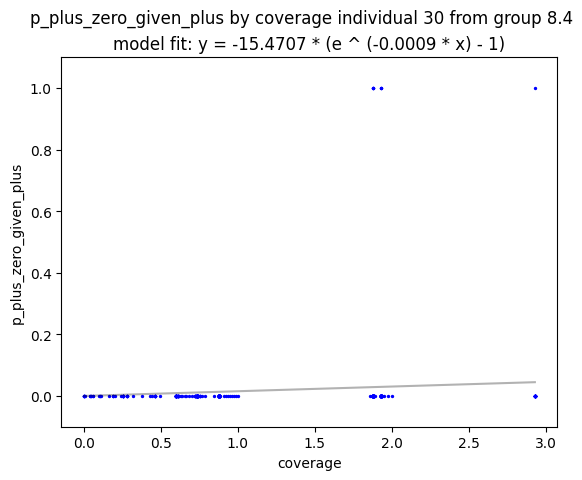 p_plus_zero_given_plus by coverage individual 30 from group 8.4
model fit: y = -15.4707 * (e ^ (-0.0009 * x) - 1)
p_plus_zero_given_plus
1.0
0.8
0.6
0.4
0.2
0.0
0.0 0.5 1.0 1.5 2.0 2.5 3.0
coverage